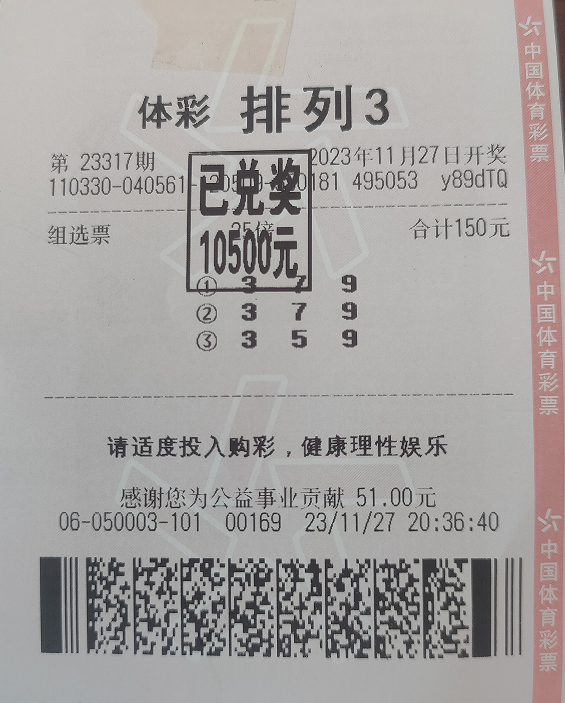 体彩 排列3
第 23317期 2023年11月27日开奖
110330-040561- 181 495053 y89dTQ
已兑奖
10500元
组选票 25倍 合计150元
① 3 7 9
② 3 7 9
③ 3 5 9
请适度投入购彩，健康理性娱乐
感谢您为公益事业贡献 51.00元
06-050003-101 00169 23/11/27 20:36:40
中国体育彩票
中国体育彩票
中国体育彩票